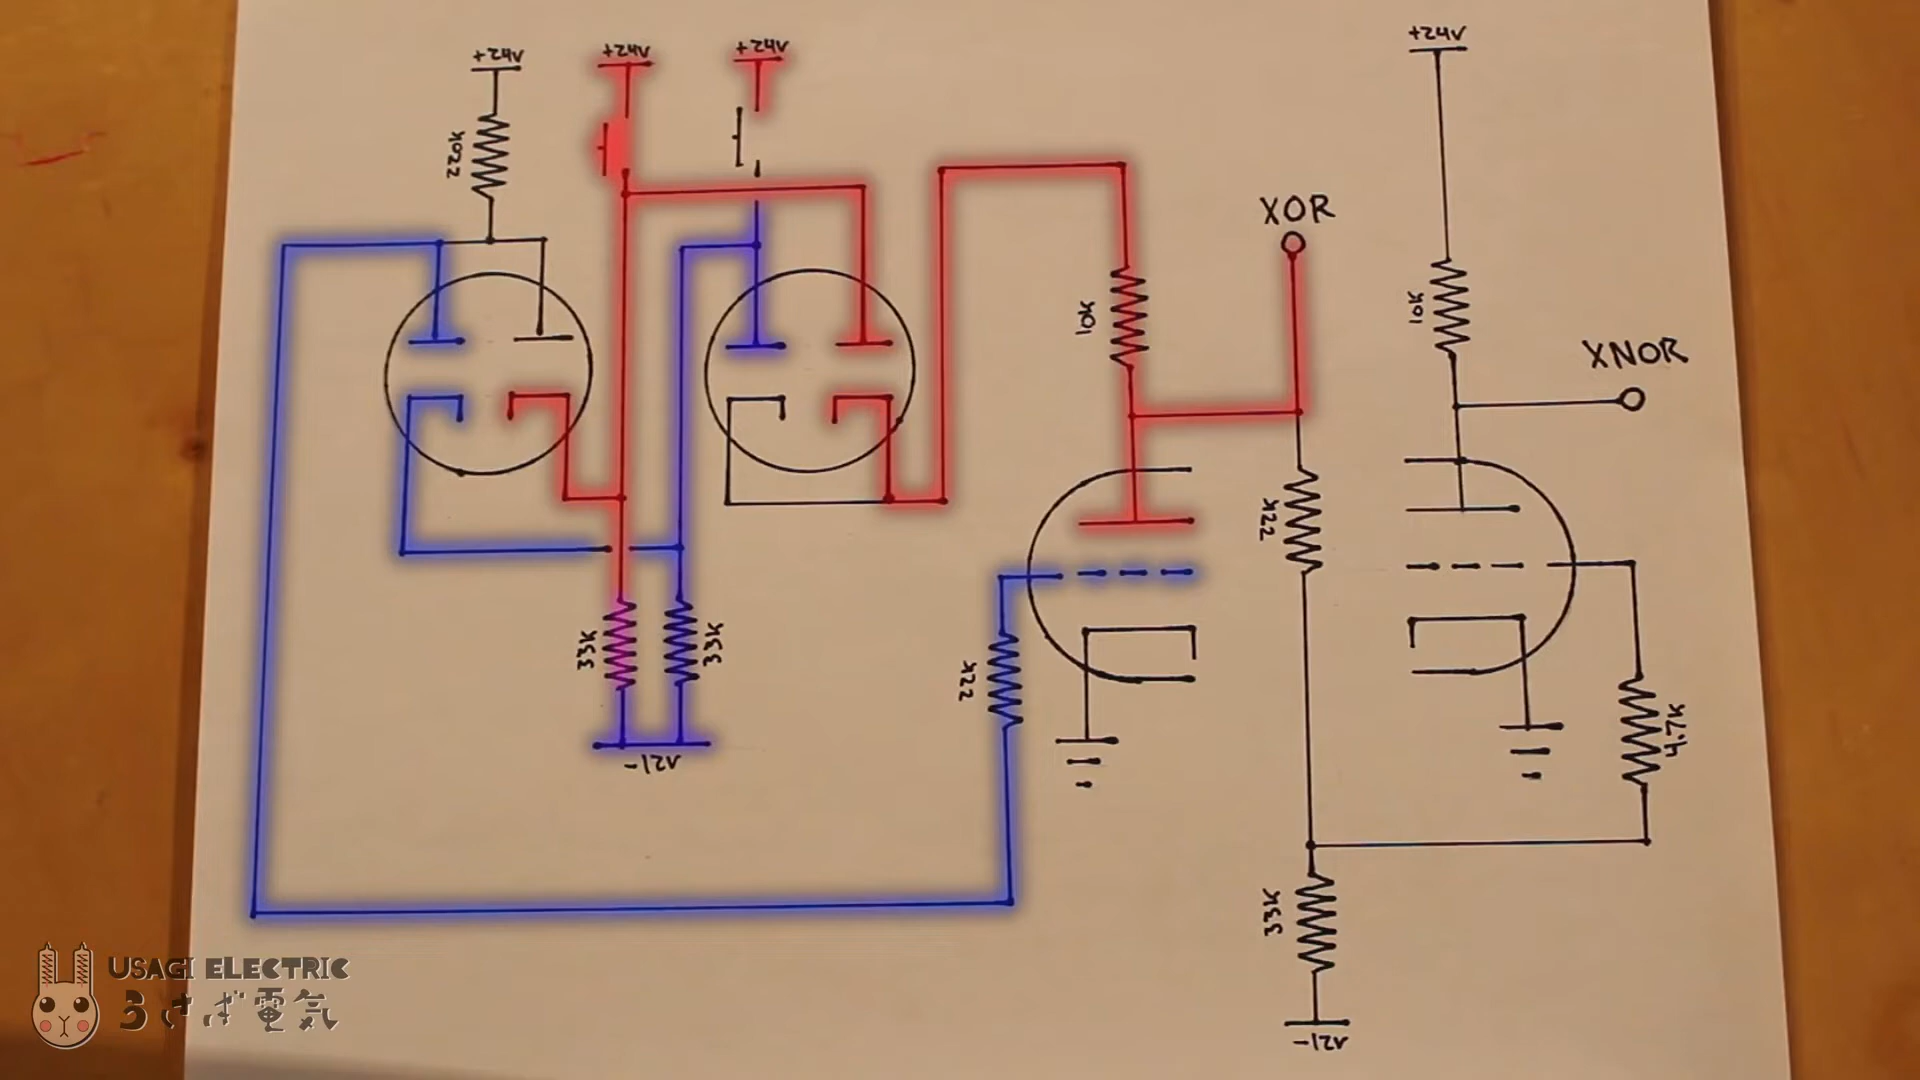 +24V
+24V
+24V
+24V
220k
XOR
10k
10k
XNOR
22k
33k
33k
22k
4.7k
-12V
33k
-12V
USAGI ELECTRIC
うさぎ電気